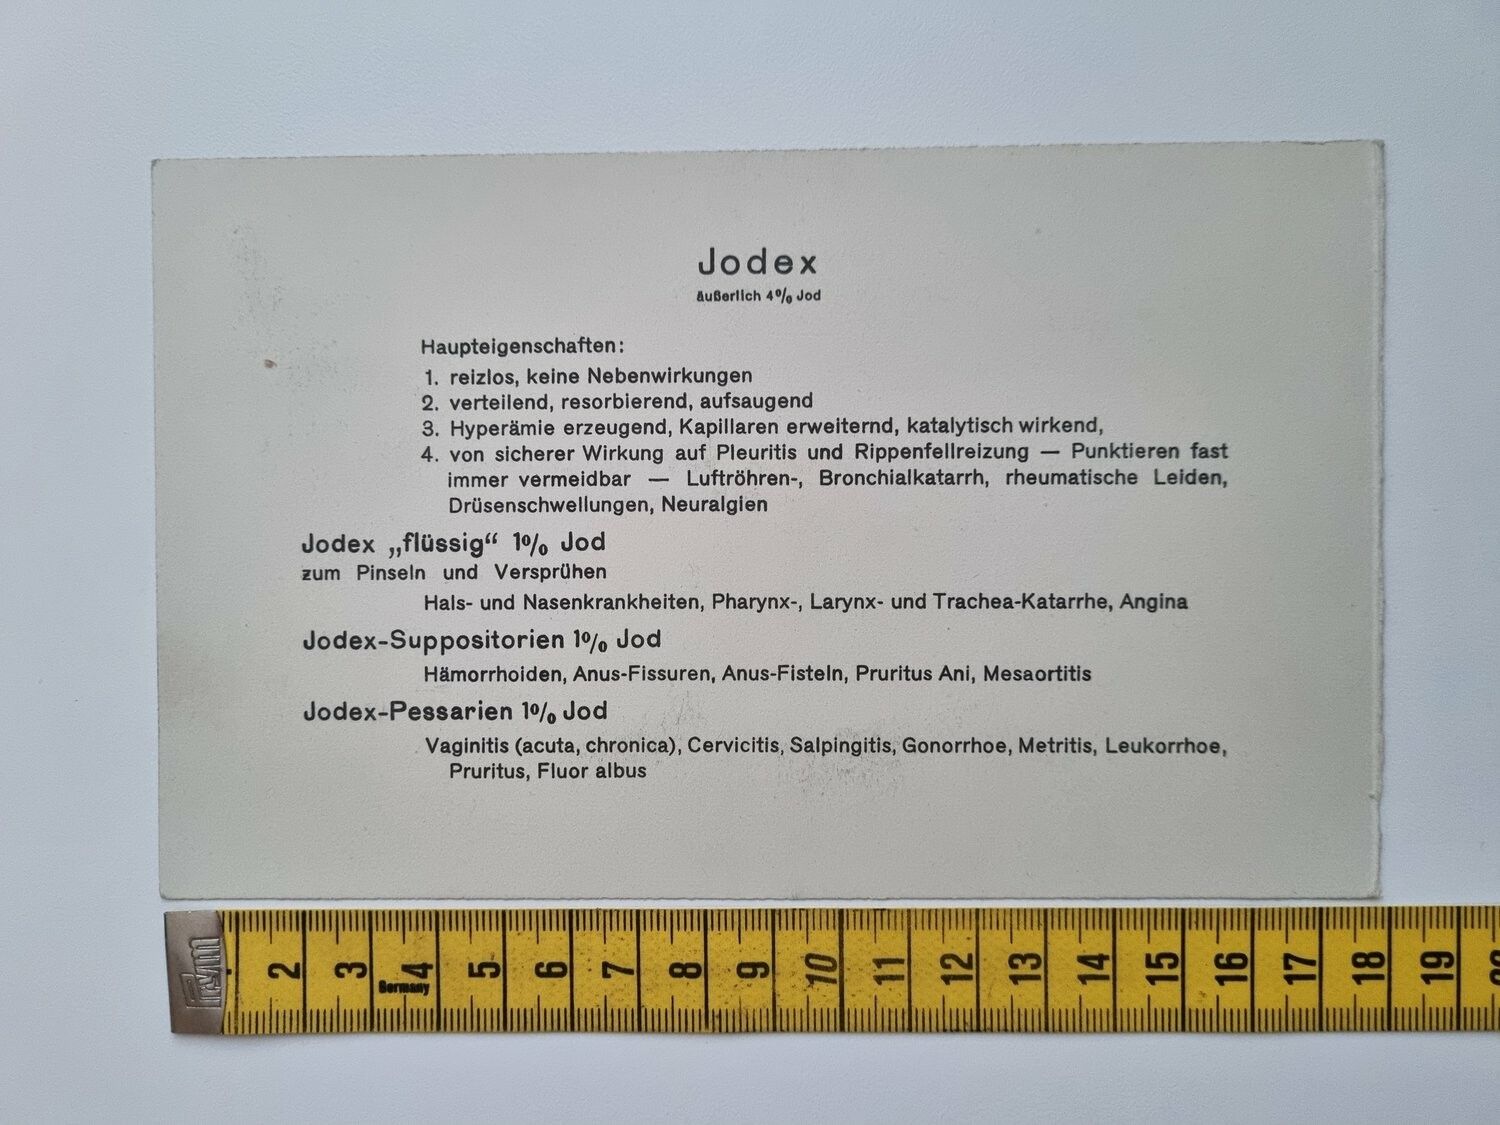 Jodex
äußerlich 4% Jod
Haupteigenschaften:
1. reizlos, keine Nebenwirkungen
2. verteilend, resorbierend, aufsaugend
3. Hyperämie erzeugend, Kapillaren erweiternd, katalytisch wirkend,
4. von sicherer Wirkung auf Pleuritis und Rippenfellreizung — Punktieren fast
immer vermeidbar — Luftröhren-, Bronchialkatarrh, rheumatische Leiden,
Drüsenschwellungen, Neuralgien
Jodex „flüssig“ 1% Jod
zum Pinseln und Versprühen
Hals- und Nasenkrankheiten, Pharynx-, Larynx- und Trachea-Katarrhe, Angina
Jodex-Suppositorien 1% Jod
Hämorrhoiden, Anus-Fissuren, Anus-Fisteln, Pruritus Ani, Mesaortitis
Jodex-Pessarien 1% Jod
Vaginitis (acuta, chronica), Cervicitis, Salpingitis, Gonorrhoe, Metritis, Leukorrhoe,
Pruritus, Fluor albus
Prym 2 3 4 5 6 7 8 9 10 11 12 13 14 15 16 17 18 19 20
Germany